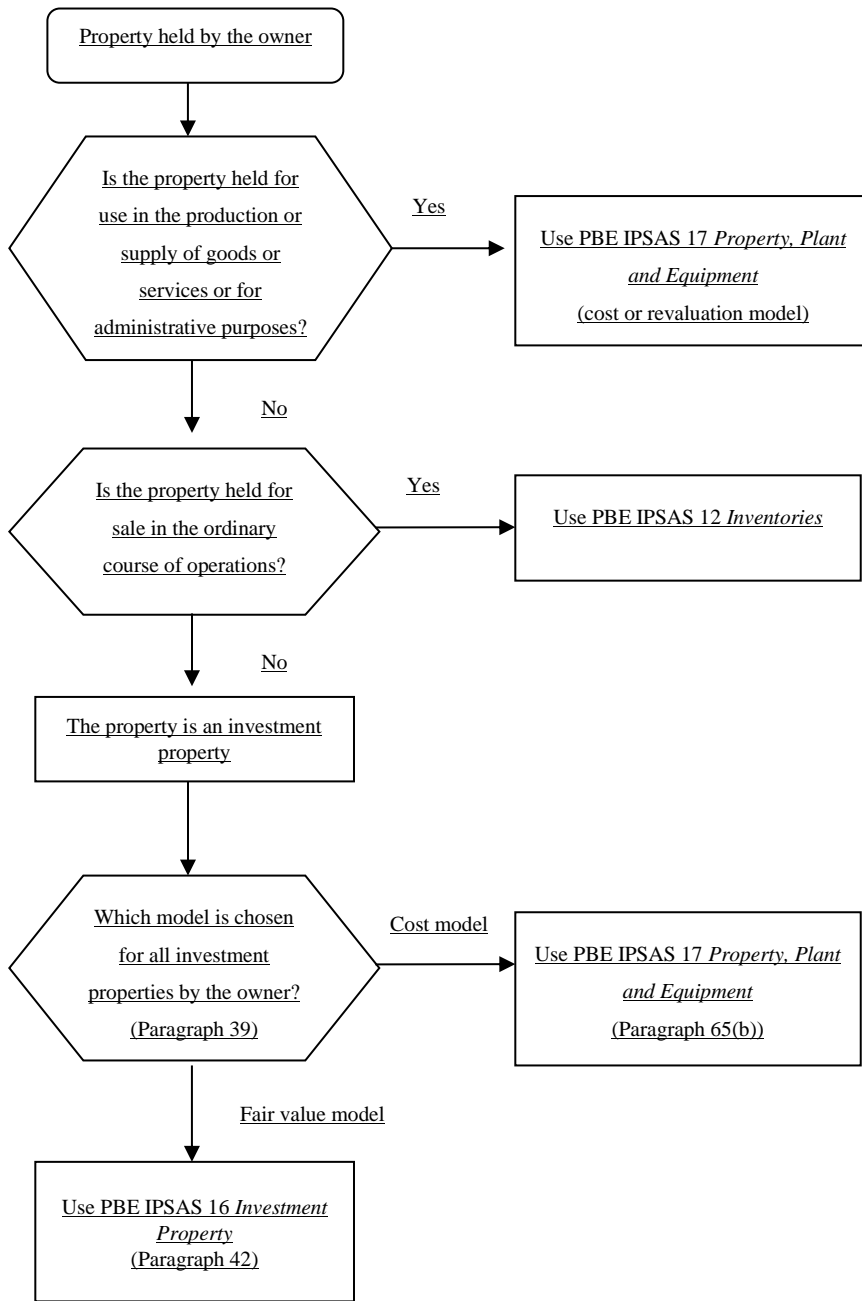 Property held by the owner
Is the property held for
use in the production or
supply of goods or
services or for
administrative purposes?
Yes
Use PBE IPSAS 17 Property, Plant
and Equipment
(cost or revaluation model)
No
Is the property held for
sale in the ordinary
course of operations?
Yes
Use PBE IPSAS 12 Inventories
No
The property is an investment
property
Which model is chosen
for all investment
properties by the owner?
(Paragraph 39)
Cost model
Use PBE IPSAS 17 Property, Plant
and Equipment
(Paragraph 65(b))
Fair value model
Use PBE IPSAS 16 Investment
Property
(Paragraph 42)